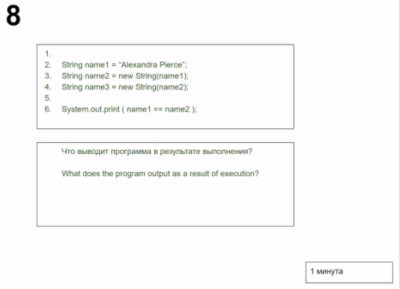 8
1.
2. String name1 = "Alexandra Pierce";
3. String name2 = new String(name1);
4. String name3 = new String(name2);
5.
6. System.out.print ( name1 == name2 );
Что выводит программа в результате выполнения?
What does the program output as a result of execution?
1 минута